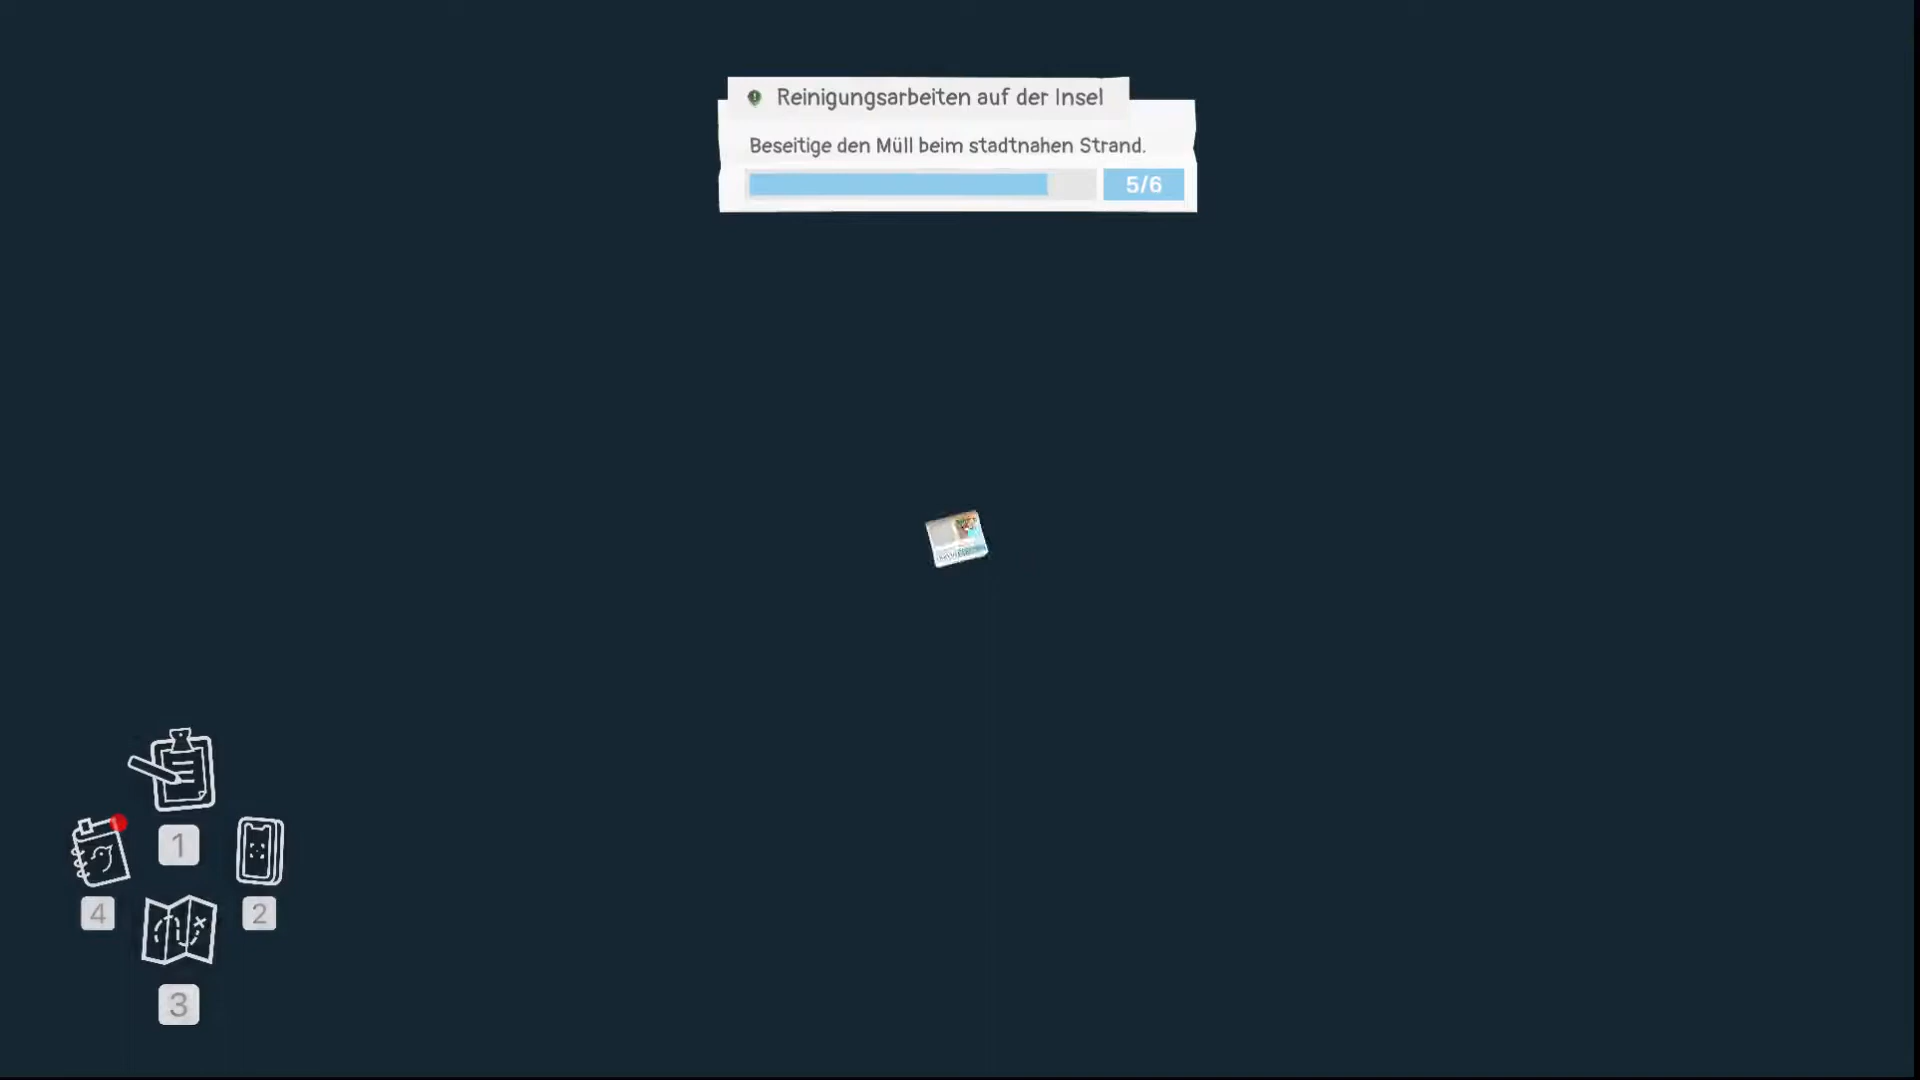 Reinigungsarbeiten auf der Insel
Beseitige den Müll beim stadtnahen Strand.
5/6
1
4
2
3